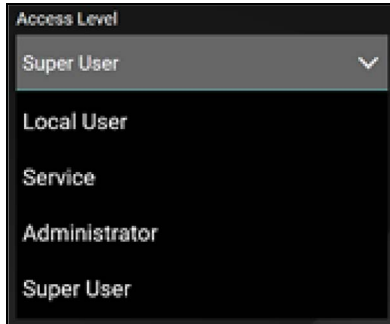 Access Level
Super User
Local User
Service
Administrator
Super User